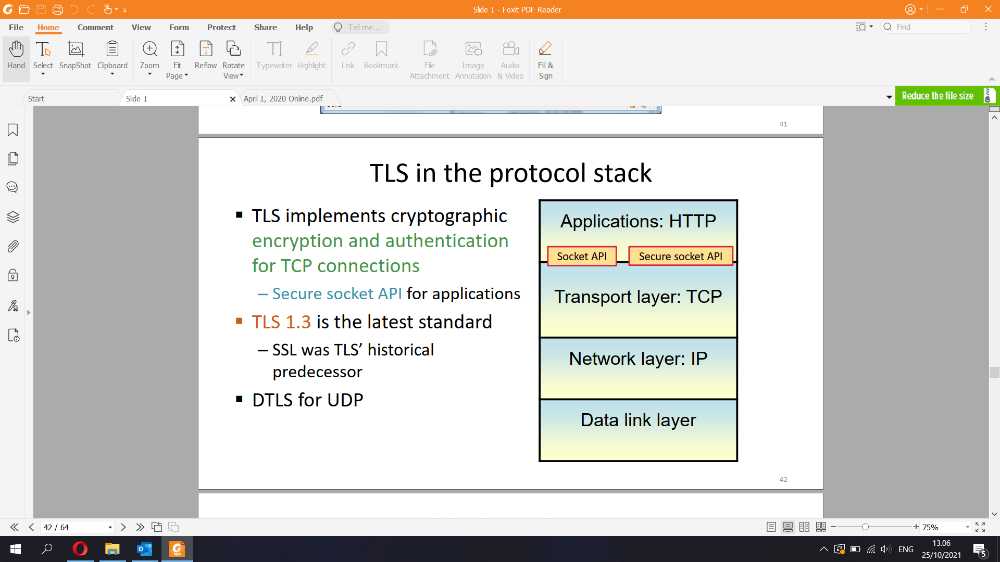 Slide 1 - Foxit PDF Reader
File Home Comment View Form Protect Share Help Tell me... Find
Hand Select SnapShot Clipboard Zoom Fit Page Reflow Rotate View Typewriter Highlight Link Bookmark File Attachment Image Annotation Audio & Video Fill & Sign
Start Slide 1 April 1, 2020 Online.pdf Reduce the file size
41
TLS in the protocol stack
TLS implements cryptographic
encryption and authentication
for TCP connections
– Secure socket API for applications
TLS 1.3 is the latest standard
– SSL was TLS’ historical
predecessor
DTLS for UDP
Applications: HTTP
Socket API Secure socket API
Transport layer: TCP
Network layer: IP
Data link layer
42
42 / 64 75%
PDF
ENG
13.06
25/10/2021
5